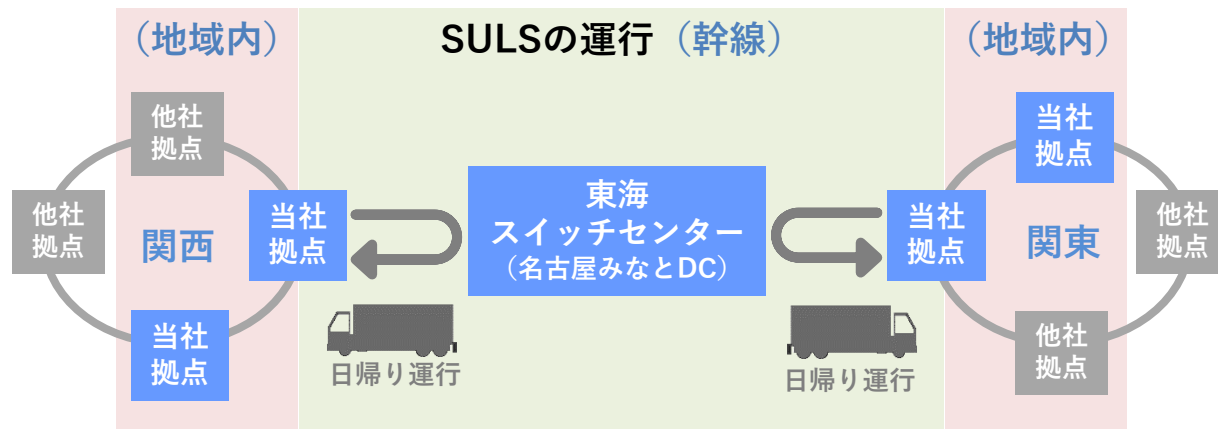 (地域内)
SULSの運行(幹線)
(地域内)
他社
拠点
他社
拠点
関西
当社
拠点
当社
拠点
東海
スイッチセンター
(名古屋みなとDC)
日帰り運行
日帰り運行
当社
拠点
当社
拠点
関東
他社
拠点
他社
拠点